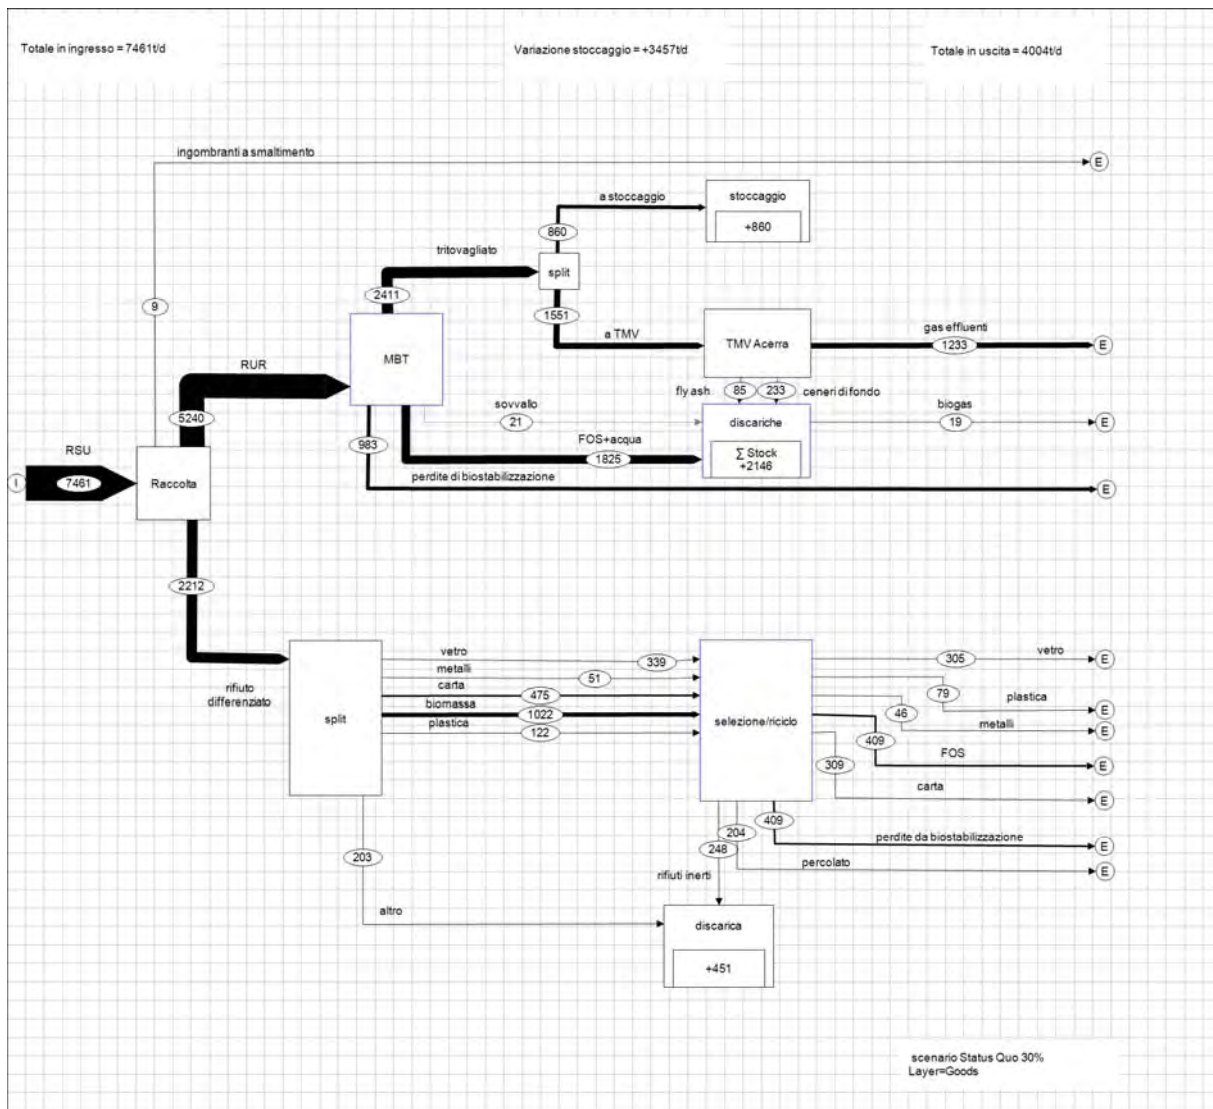 Totale in ingresso = 7461t/d
Variazione stoccaggio = +3457t/d
Totale in uscita = 4004t/d
ingombranti a smaltimento
E
a stoccaggio
stoccaggio
+860
860
tritovagliato
split
2411
9
1551
a TMV
TMV Acerra
gas effluenti
1233
E
MBT
RUR
fly ash
85
233
ceneri di fondo
sovvallo
21
discariche
biogas
19
E
5240
983
FOS+acqua
1825
∑ Stock
+2146
RSU
perdite di biostabilizzazione
E
I
7461
Raccolta
2212
vetro
339
305
vetro
E
metalli
51
79
plastica
E
rifiuto
differenziato
carta
475
46
metalli
E
split
biomassa
1022
selezione/riciclo
409
FOS
E
plastica
122
309
carta
E
409
perdite da biostabilizzazione
E
204
percolato
E
203
248
rifiuti inerti
altro
discarica
+451
scenario Status Quo 30%
Layer=Goods